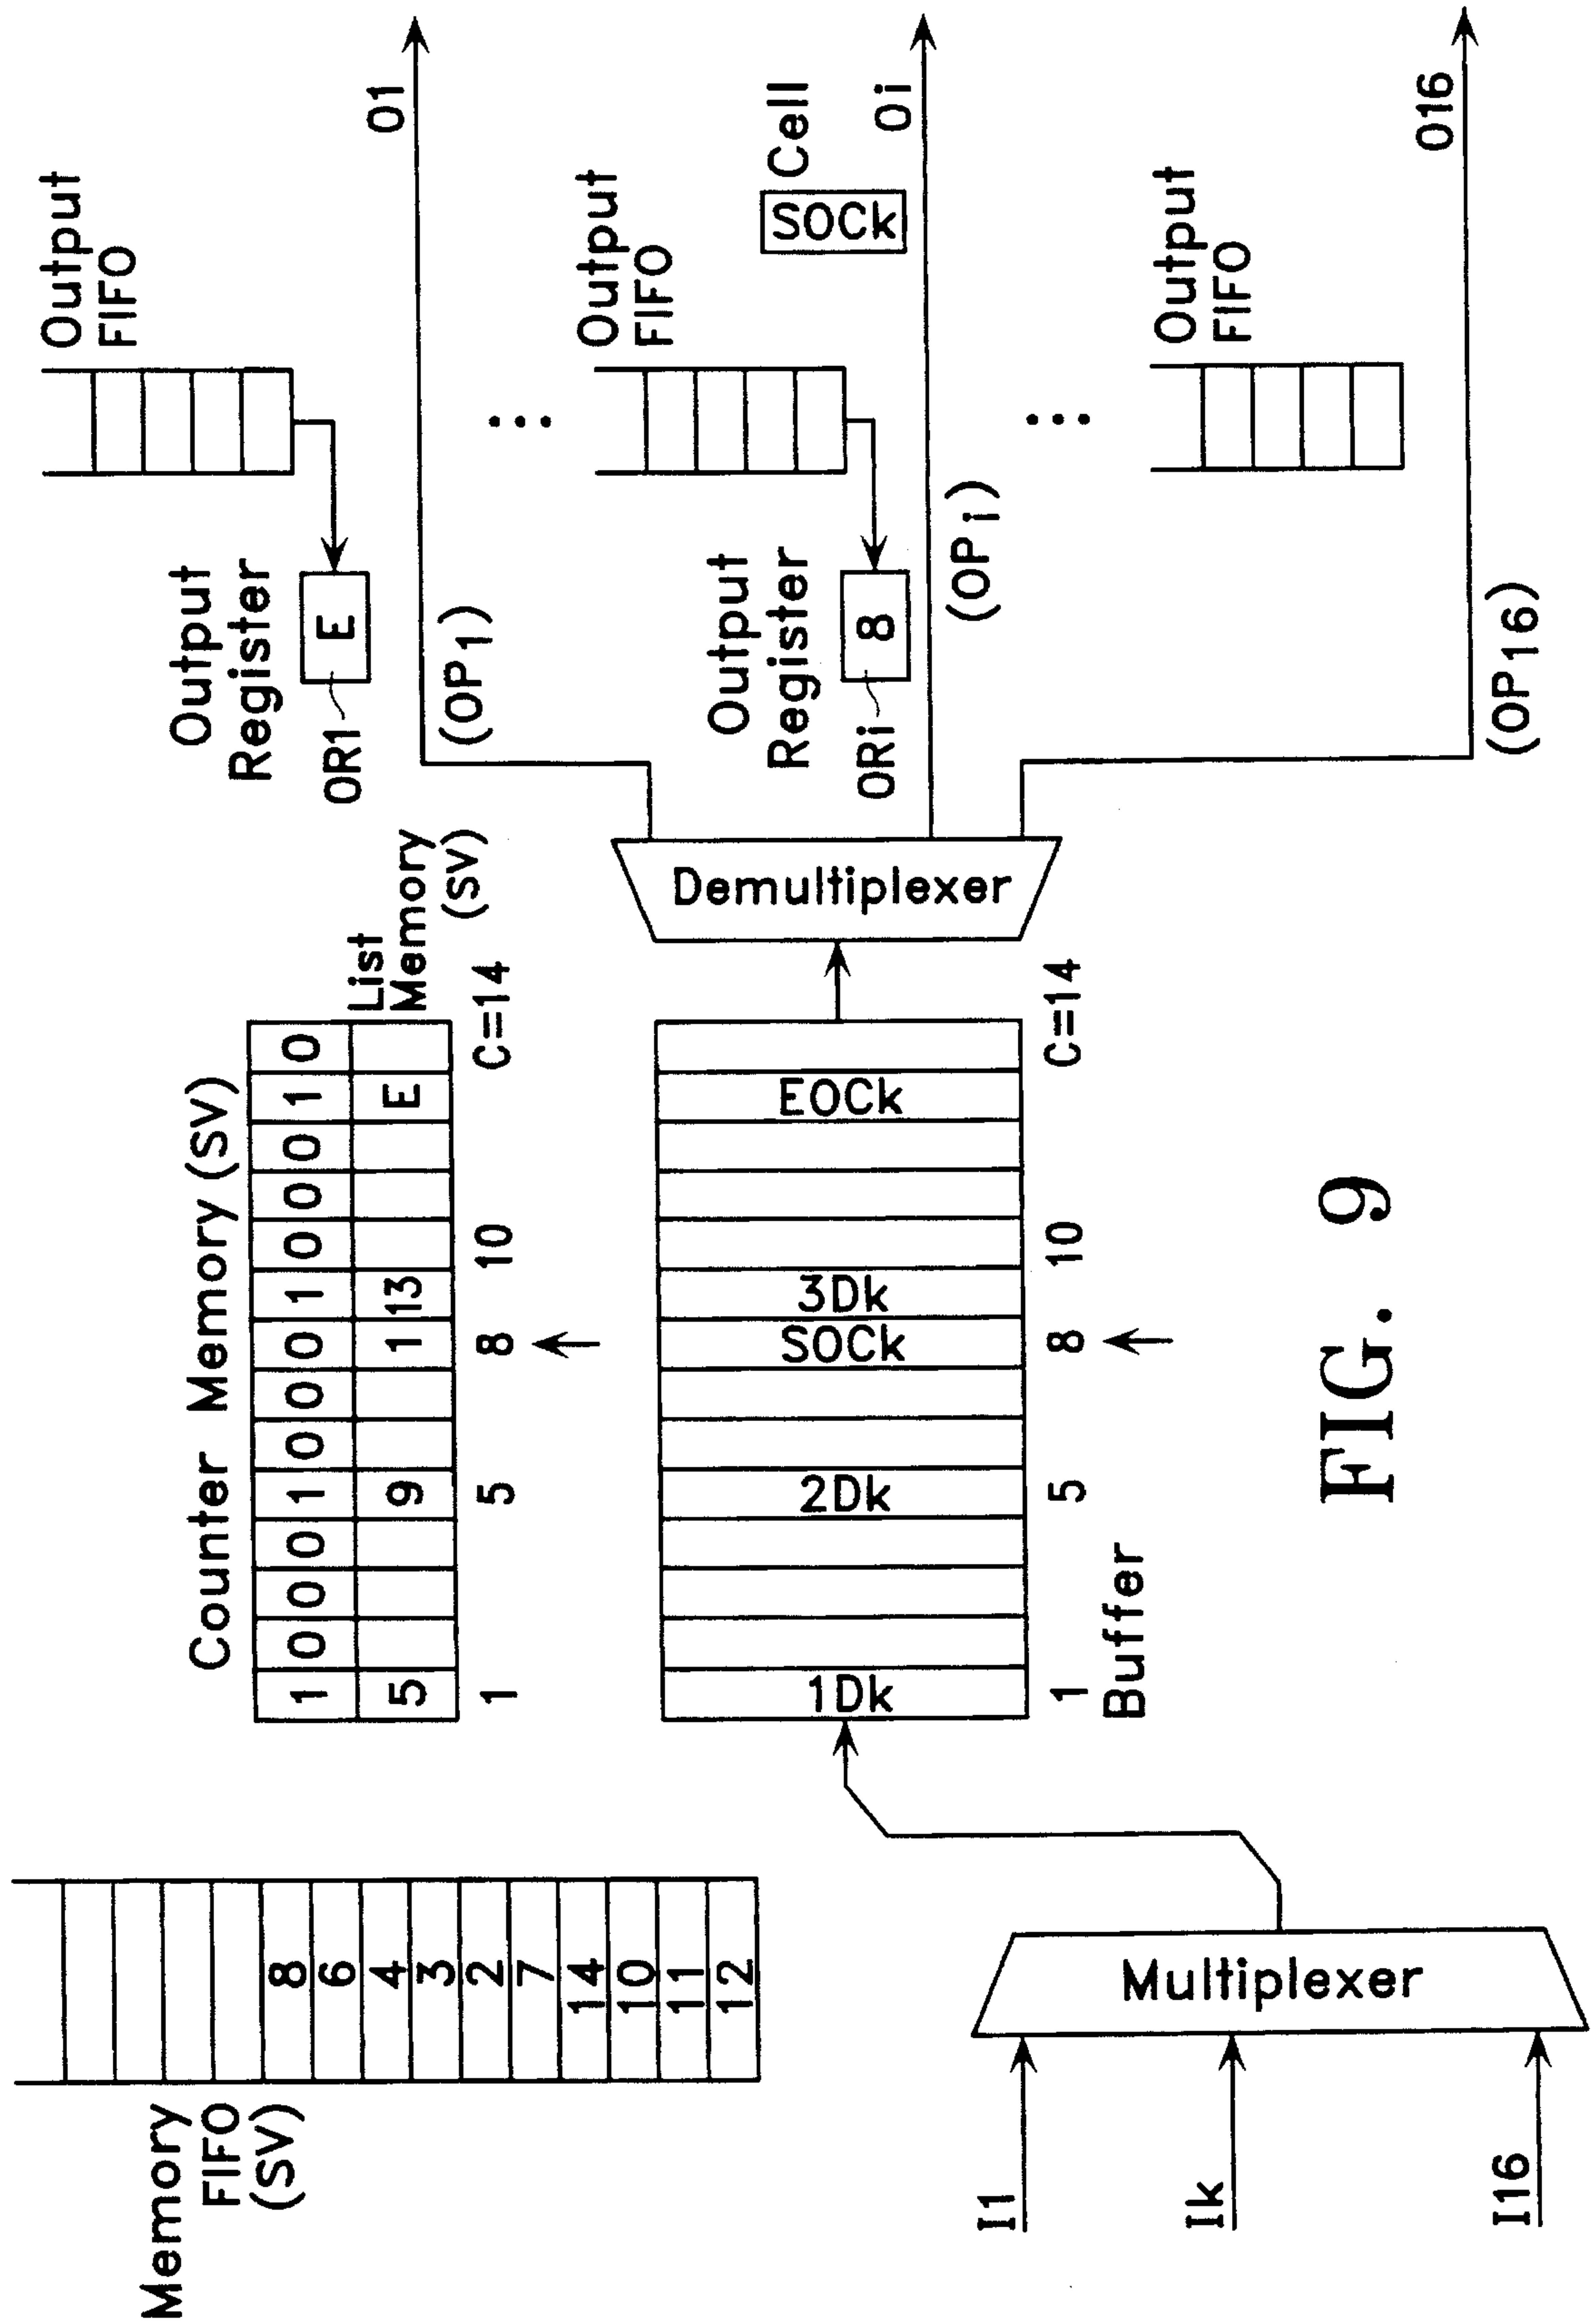 Memory
FIFO
(SV)
8
6
4
3
2
7
14
10
11
12
I1
Ik
I16
Multiplexer
Counter Memory (SV)
1 0 0 0 1 0 0 0 1 0 0 0 1 0
5 9 1 13 E
List
Memory
(SV)
1 5 8 10 C=14
1Dk 2Dk SOCk 3Dk EOCk
1 5 8 10 C=14
Buffer
Demultiplexer
Output
Register
OR1
E
Output
FIFO
(OP1)
O1
Output
Register
ORi
8
Output
FIFO
SOCk
Cell
(OPi)
Oi
Output
FIFO
(OP16)
O16
FIG. 9